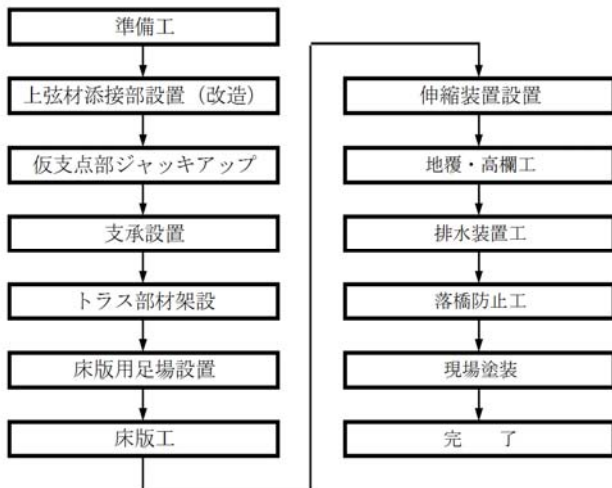 準備工
上弦材添接部設置（改造）
仮支点部ジャッキアップ
支承設置
トラス部材架設
床版用足場設置
床版工
伸縮装置設置
地覆・高欄工
排水装置工
落橋防止工
現場塗装
完　　了